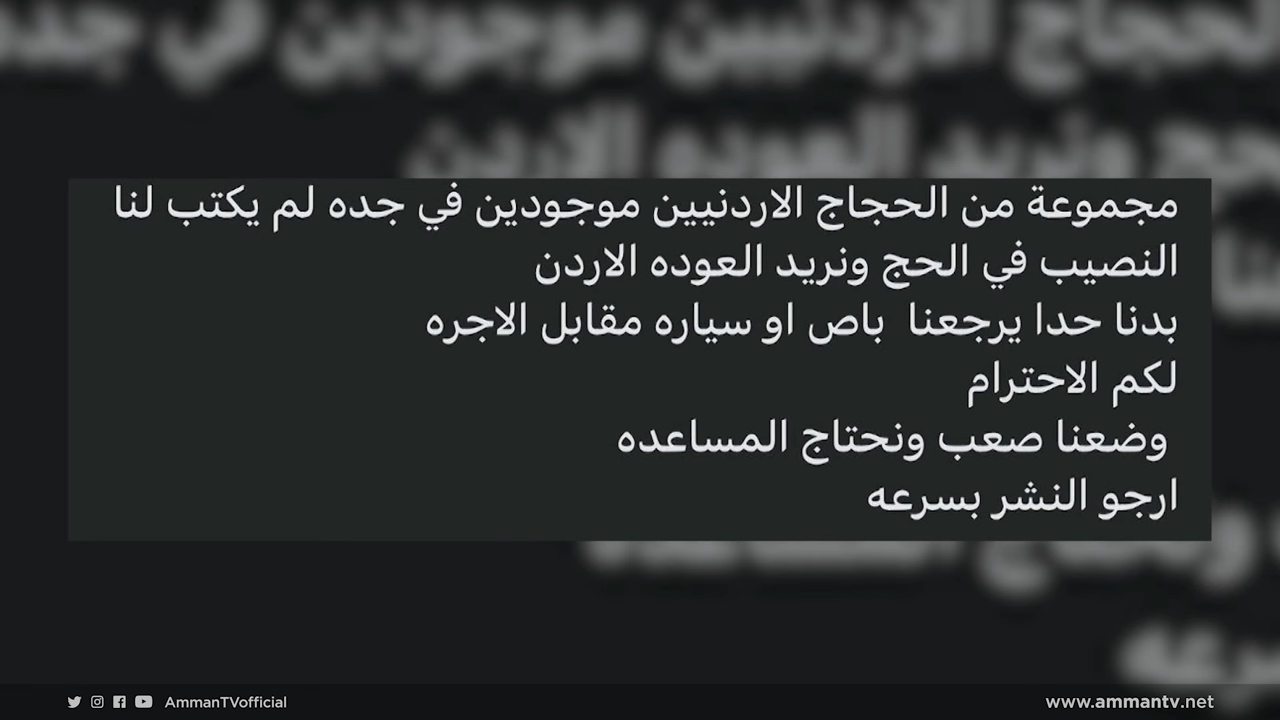 مجموعة من الحجاج الاردنيين موجودين في جده لم يكتب لنا
النصيب في الحج ونريد العوده الاردن
بدنا حدا يرجعنا  باص او سياره مقابل الاجره
لكم الاحترام
وضعنا صعب ونحتاج المساعده
ارجو النشر بسرعه
AmmanTVofficial
www.ammantv.net